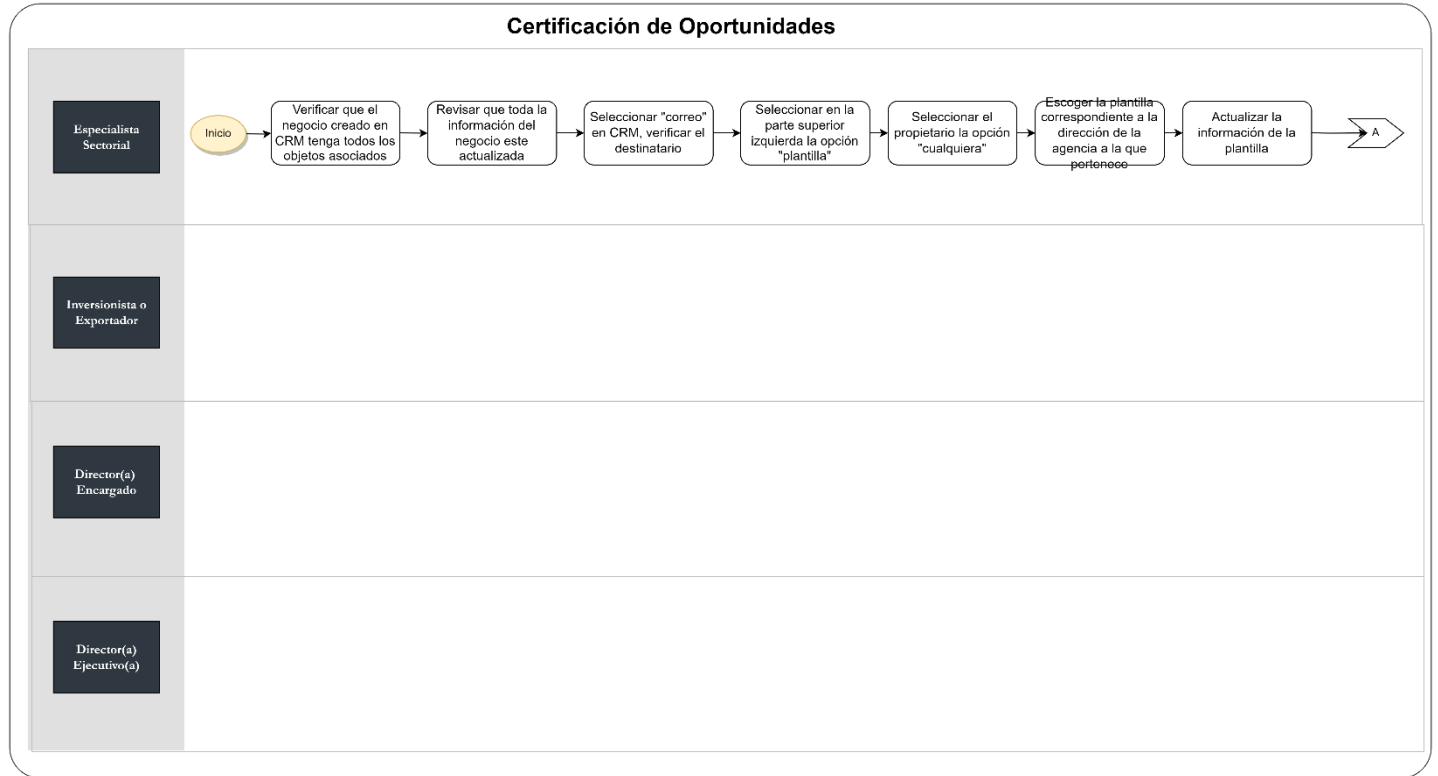 Certificación de Oportunidades
Especialista
Sectorial
Inicio
Verificar que el
negocio creado en
CRM tenga todos los
objetos asociados
Revisar que toda la
información del
negocio este
actualizada
Seleccionar "correo"
en CRM, verificar el
destinatario
Seleccionar en la
parte superior
izquierda la opción
"plantilla"
Seleccionar el
propietario la opción
"cualquiera"
Escoger la plantilla
correspondiente a la
dirección de la
agencia a la que
pertenece
Actualizar la
información de la
plantilla
A
Inversionista o
Exportador
Director(a)
Encargado
Director(a)
Ejecutivo(a)